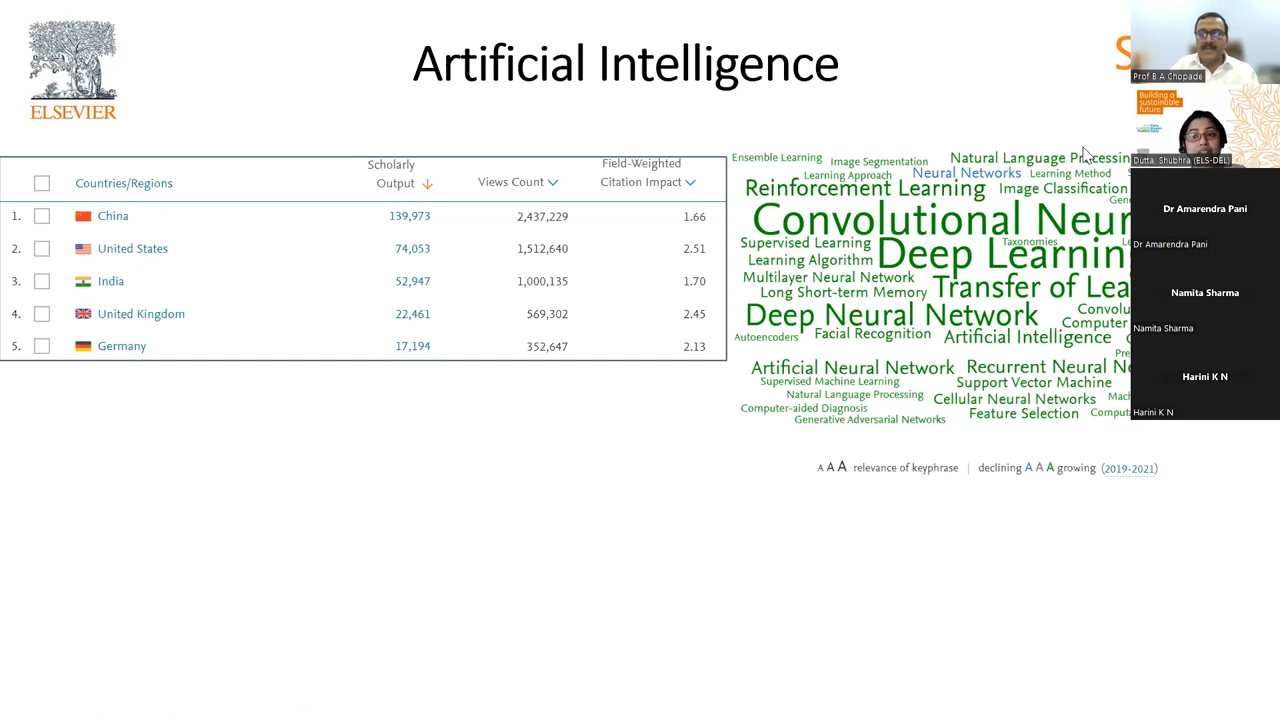 Artificial Intelligence
ELSEVIER
Countries/Regions Scholarly Output Views Count Field-Weighted Citation Impact
1. China 139,973 2,437,229 1.66
2. United States 74,053 1,512,640 2.51
3. India 52,947 1,000,135 1.70
4. United Kingdom 22,461 569,302 2.45
5. Germany 17,194 352,647 2.13
Ensemble Learning Image Segmentation Natural Language Processin
Learning Approach Neural Networks Learning Method
Reinforcement Learning Image Classification
Gene
Convolutional Neur
Supervised Learning Taxonomies Le
Learning Algorithm Deep Learnin
Multilayer Neural Network
Long Short-term Memory Transfer of Lea
Deep Neural Network Convolu
Computer
Autoencoders Facial Recognition Artificial Intelligence
Pre
Artificial Neural Network Recurrent Neural N
Supervised Machine Learning Support Vector Machine
Natural Language Processing Cellular Neural Networks Mach
Computer-aided Diagnosis Feature Selection Computa
Generative Adversarial Networks
A A A relevance of keyphrase | declining A A A growing (2019-2021)
S
Prof B A Chopade
Building a
sustainable
future
Dutta, Shubhra (ELS-DEL)
Dr Amarendra Pani
Dr Amarendra Pani
Namita Sharma
Namita Sharma
Harini K N
Harini K N